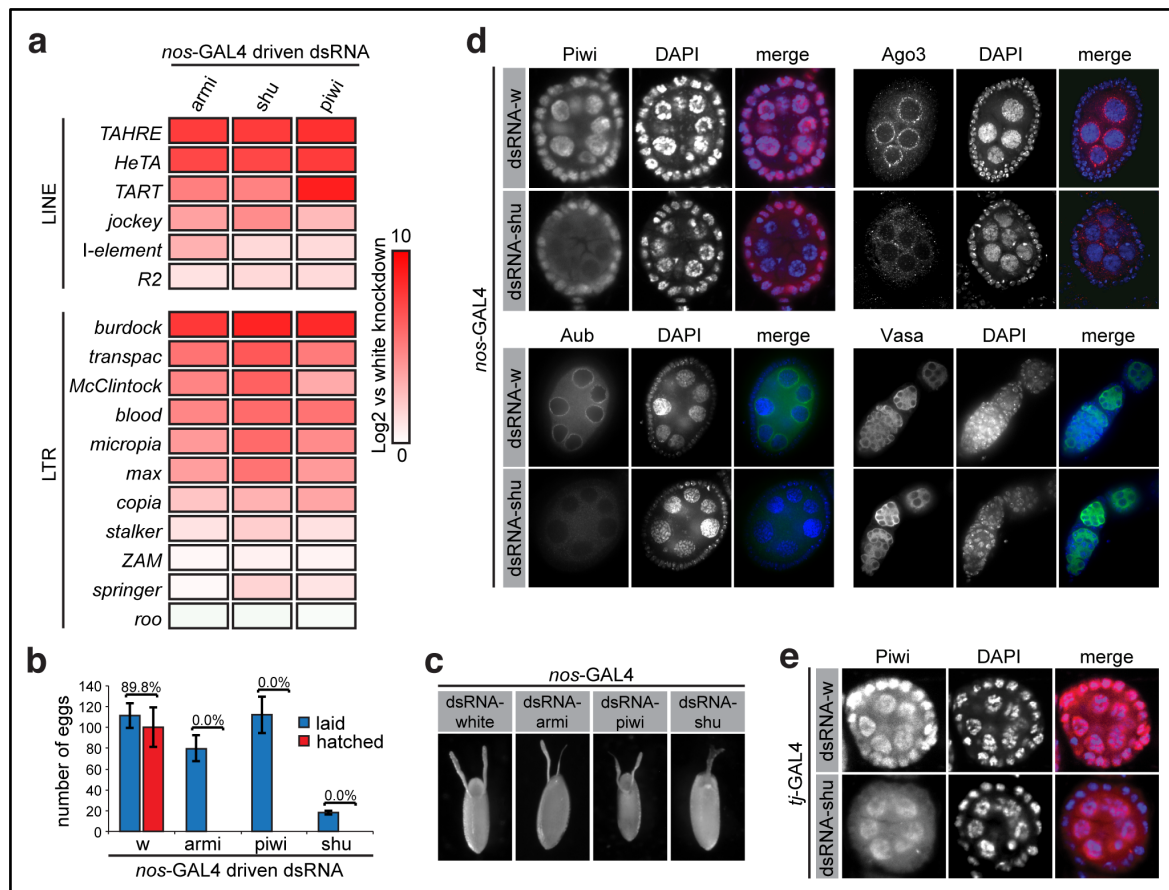 a
nos-GAL4 driven dsRNA
armi shu piwi
LINE
TAHRE
HeTA
TART
jockey
I-element
R2
LTR
burdock
transpac
McClintock
blood
micropia
max
copia
stalker
ZAM
springer
roo
10
Log2 vs white knockdown
0
b
number of eggs
140
120
100
80
60
40
20
0
89.8%
0.0%
0.0%
0.0%
laid
hatched
w armi piwi shu
nos-GAL4 driven dsRNA
c
nos-GAL4
dsRNA-white
dsRNA-armi
dsRNA-piwi
dsRNA-shu
d
nos-GAL4
Piwi DAPI merge
dsRNA-w
dsRNA-shu
Ago3 DAPI merge
Aub DAPI merge
dsRNA-w
dsRNA-shu
Vasa DAPI merge
e
tj-GAL4
Piwi DAPI merge
dsRNA-w
dsRNA-shu